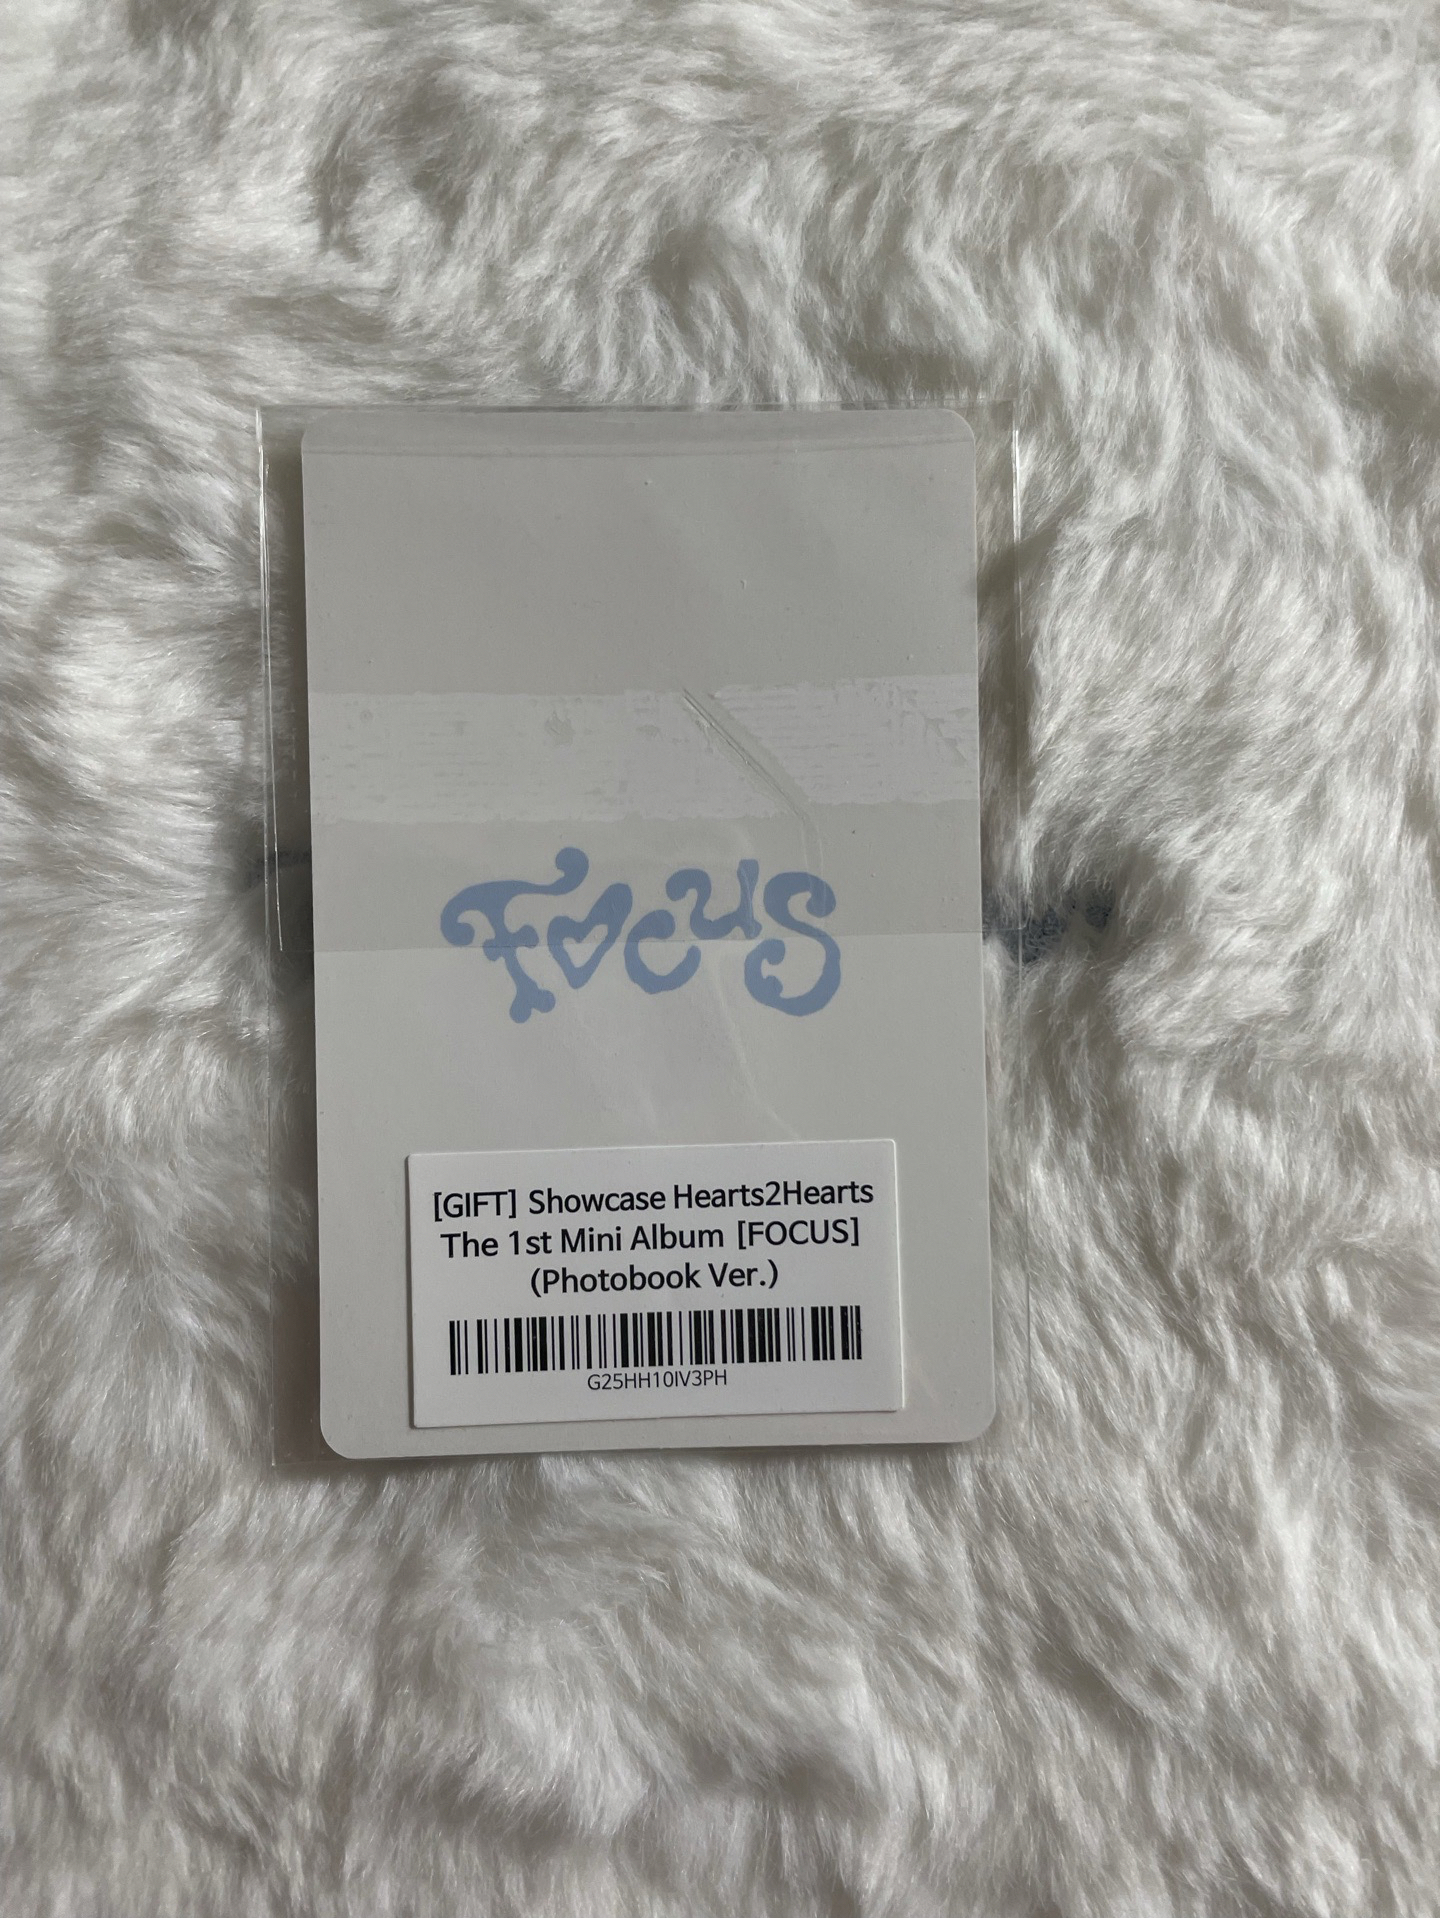 Focus
[GIFT] Showcase Hearts2Hearts
The 1st Mini Album [FOCUS]
(Photobook Ver.)
G25HH10IV3PH